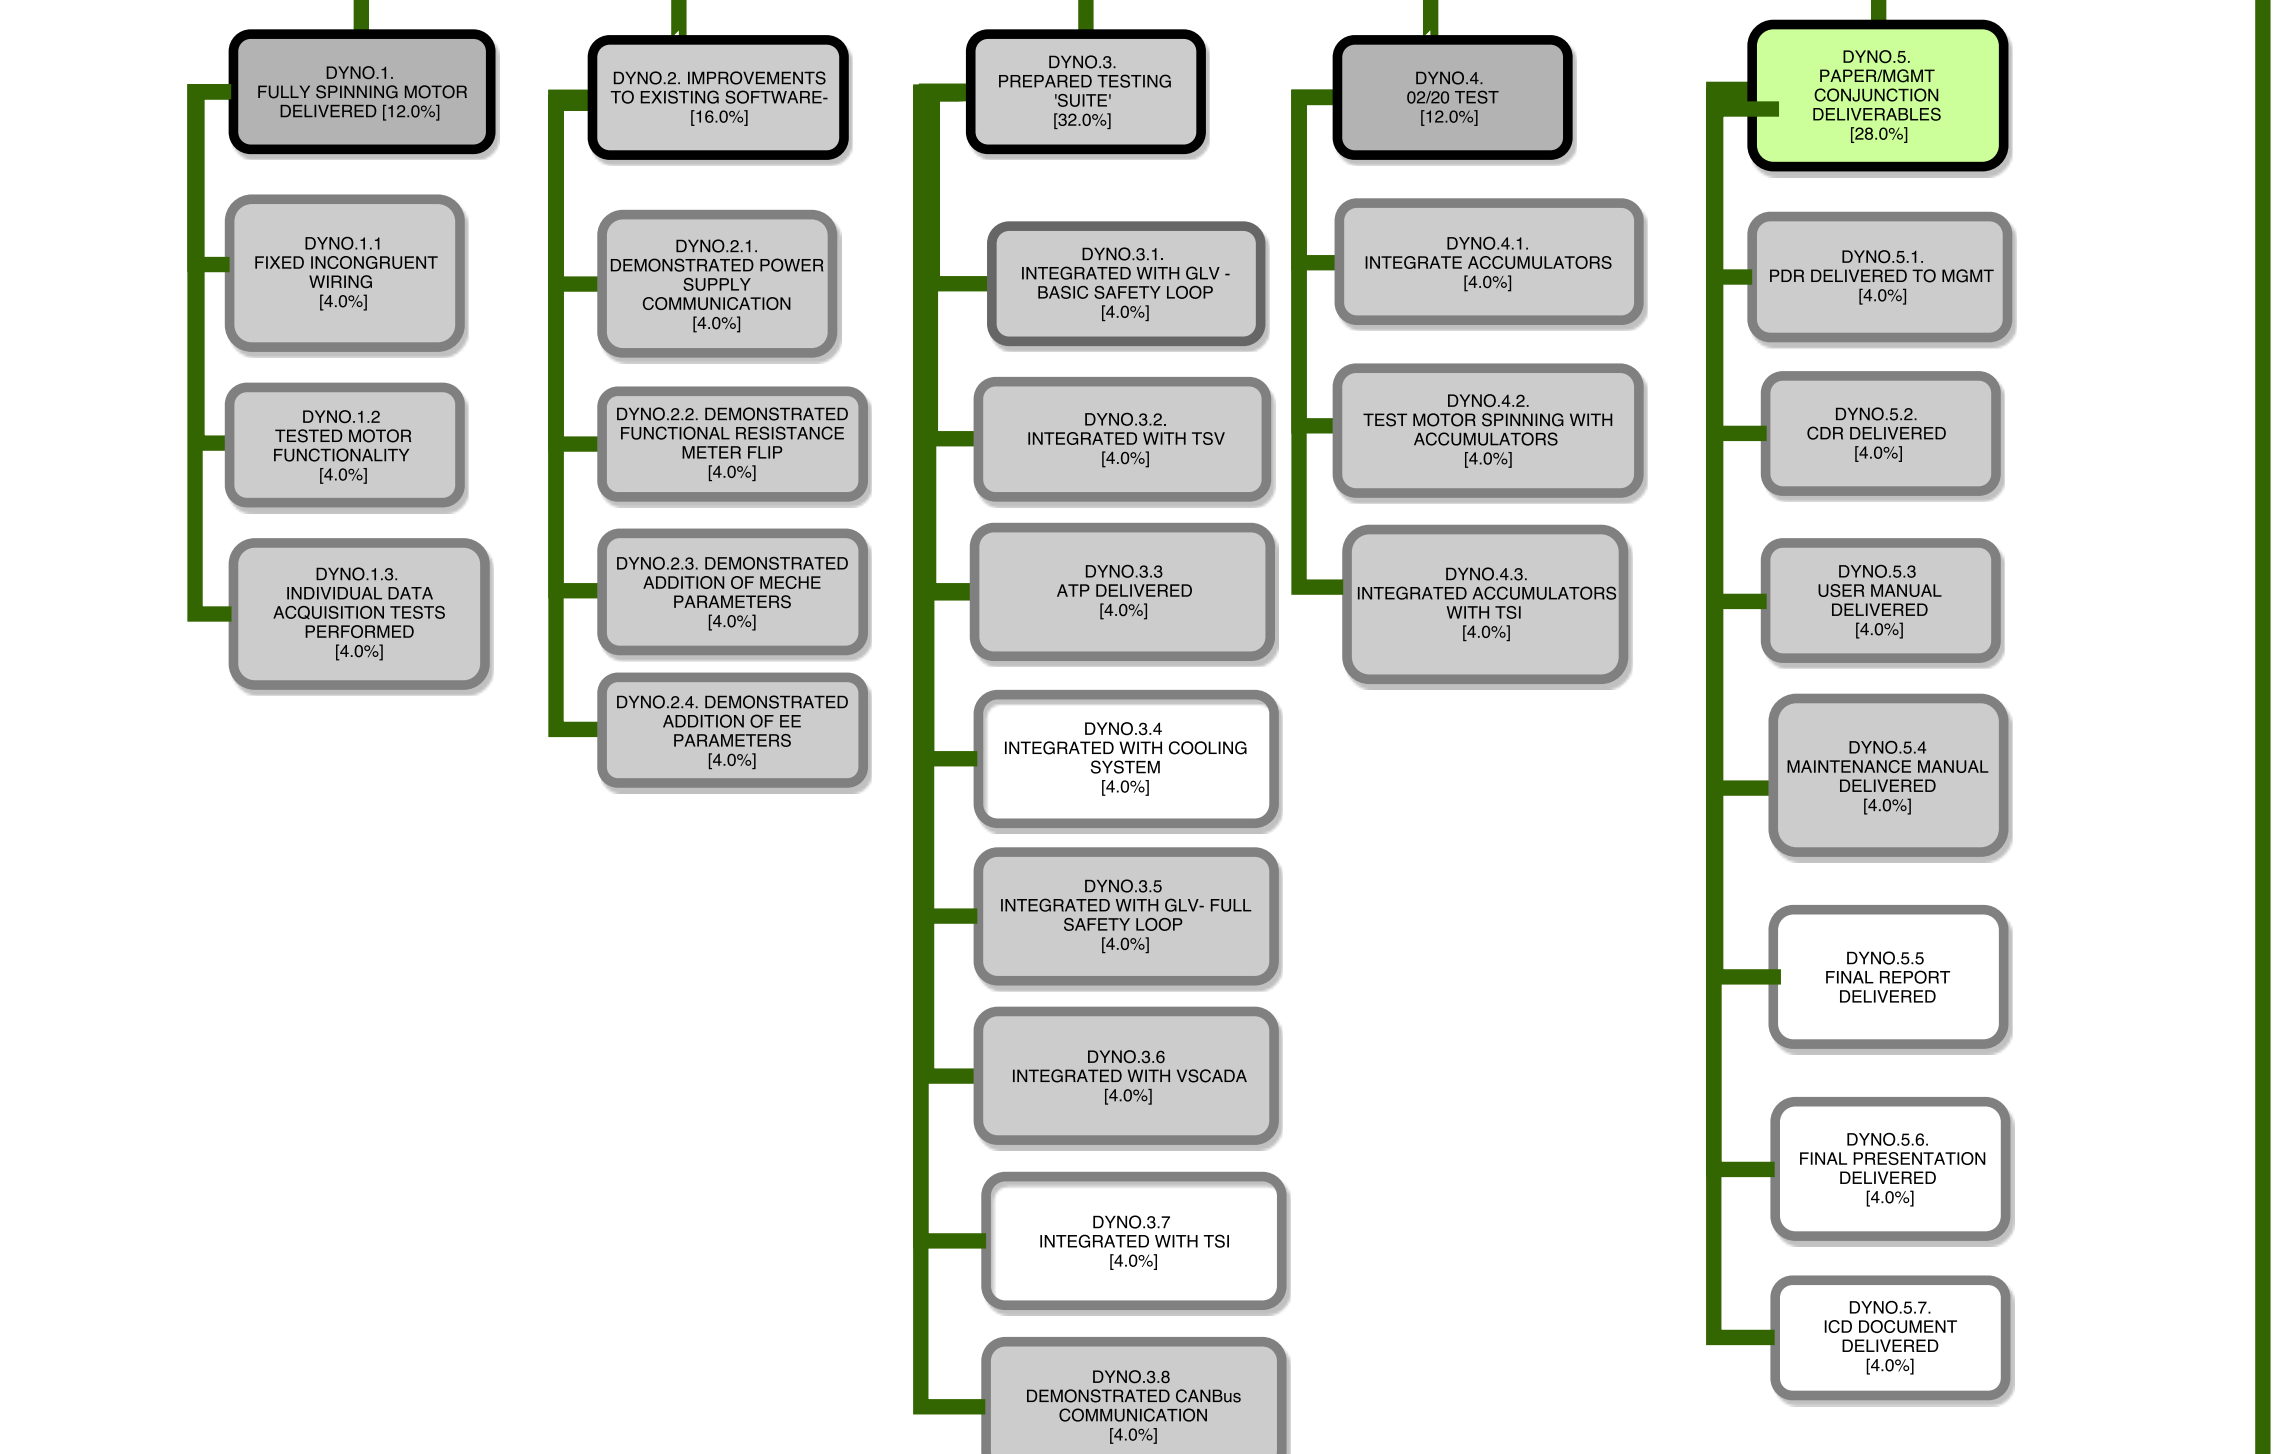 DYNO.1.
FULLY SPINNING MOTOR
DELIVERED [12.0%]
DYNO.1.1
FIXED INCONGRUENT
WIRING
[4.0%]
DYNO.1.2
TESTED MOTOR
FUNCTIONALITY
[4.0%]
DYNO.1.3.
INDIVIDUAL DATA
ACQUISITION TESTS
PERFORMED
[4.0%]
DYNO.2. IMPROVEMENTS
TO EXISTING SOFTWARE-
[16.0%]
DYNO.2.1.
DEMONSTRATED POWER
SUPPLY
COMMUNICATION
[4.0%]
DYNO.2.2. DEMONSTRATED
FUNCTIONAL RESISTANCE
METER FLIP
[4.0%]
DYNO.2.3. DEMONSTRATED
ADDITION OF MECHE
PARAMETERS
[4.0%]
DYNO.2.4. DEMONSTRATED
ADDITION OF EE
PARAMETERS
[4.0%]
DYNO.3.
PREPARED TESTING
'SUITE'
[32.0%]
DYNO.3.1.
INTEGRATED WITH GLV -
BASIC SAFETY LOOP
[4.0%]
DYNO.3.2.
INTEGRATED WITH TSV
[4.0%]
DYNO.3.3
ATP DELIVERED
[4.0%]
DYNO.3.4
INTEGRATED WITH COOLING
SYSTEM
[4.0%]
DYNO.3.5
INTEGRATED WITH GLV- FULL
SAFETY LOOP
[4.0%]
DYNO.3.6
INTEGRATED WITH VSCADA
[4.0%]
DYNO.3.7
INTEGRATED WITH TSI
[4.0%]
DYNO.3.8
DEMONSTRATED CANBus
COMMUNICATION
[4.0%]
DYNO.4.
02/20 TEST
[12.0%]
DYNO.4.1.
INTEGRATE ACCUMULATORS
[4.0%]
DYNO.4.2.
TEST MOTOR SPINNING WITH
ACCUMULATORS
[4.0%]
DYNO.4.3.
INTEGRATED ACCUMULATORS
WITH TSI
[4.0%]
DYNO.5.
PAPER/MGMT
CONJUNCTION
DELIVERABLES
[28.0%]
DYNO.5.1.
PDR DELIVERED TO MGMT
[4.0%]
DYNO.5.2.
CDR DELIVERED
[4.0%]
DYNO.5.3
USER MANUAL
DELIVERED
[4.0%]
DYNO.5.4
MAINTENANCE MANUAL
DELIVERED
[4.0%]
DYNO.5.5
FINAL REPORT
DELIVERED
DYNO.5.6.
FINAL PRESENTATION
DELIVERED
[4.0%]
DYNO.5.7.
ICD DOCUMENT
DELIVERED
[4.0%]